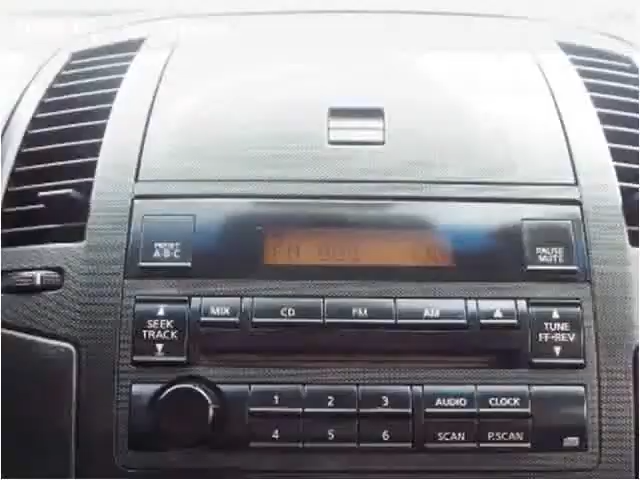 PRESET
A·B·C
PAUSE
MUTE
SEEK
TRACK
MIX
CD
FM
AM
TUNE
FF·REV
1
2
3
AUDIO
CLOCK
4
5
6
SCAN
P.SCAN